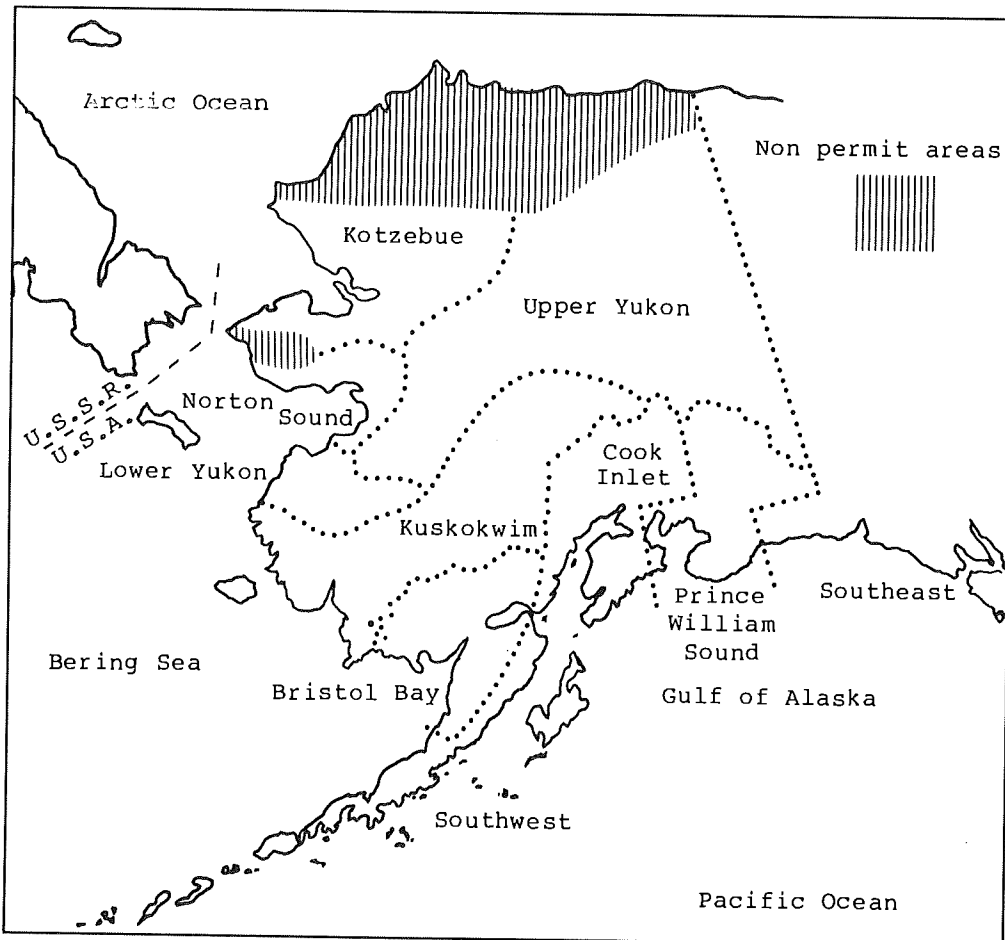 Arctic Ocean
Non permit areas
Kotzebue
Upper Yukon
U.S.S.R.
U.S.A.
Norton
Sound
Lower Yukon
Cook
Inlet
Kuskokwim
Prince
William
Sound
Southeast
Bering Sea
Bristol Bay
Gulf of Alaska
Southwest
Pacific Ocean